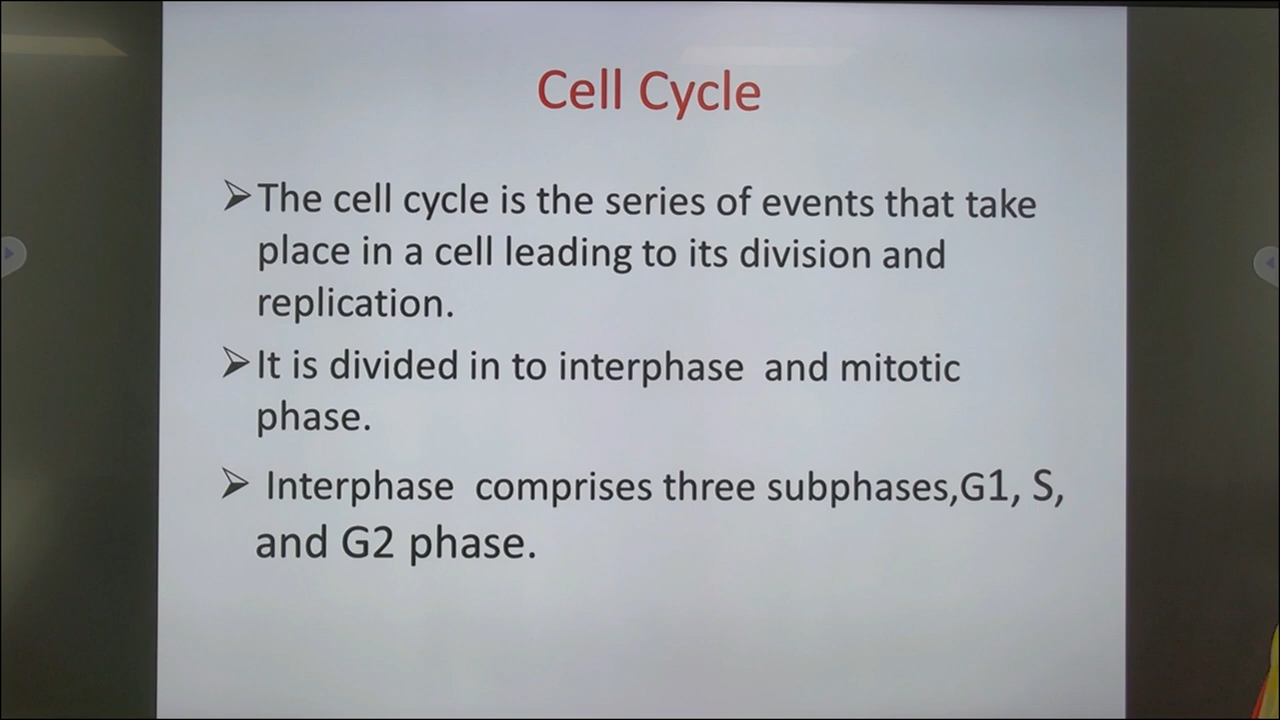 Cell Cycle
➢The cell cycle is the series of events that take
place in a cell leading to its division and
replication.
➢It is divided in to interphase  and mitotic
phase.
➢ Interphase  comprises three subphases,G1, S,
and G2 phase.